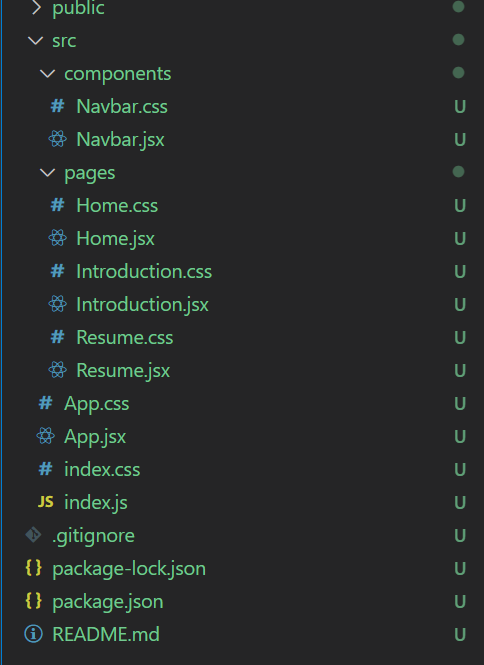 public
src
components
# Navbar.css U
Navbar.jsx U
pages
# Home.css U
Home.jsx U
# Introduction.css U
Introduction.jsx U
# Resume.css U
Resume.jsx U
# App.css U
App.jsx U
# index.css U
JS index.js U
.gitignore U
{} package-lock.json U
{} package.json U
README.md U